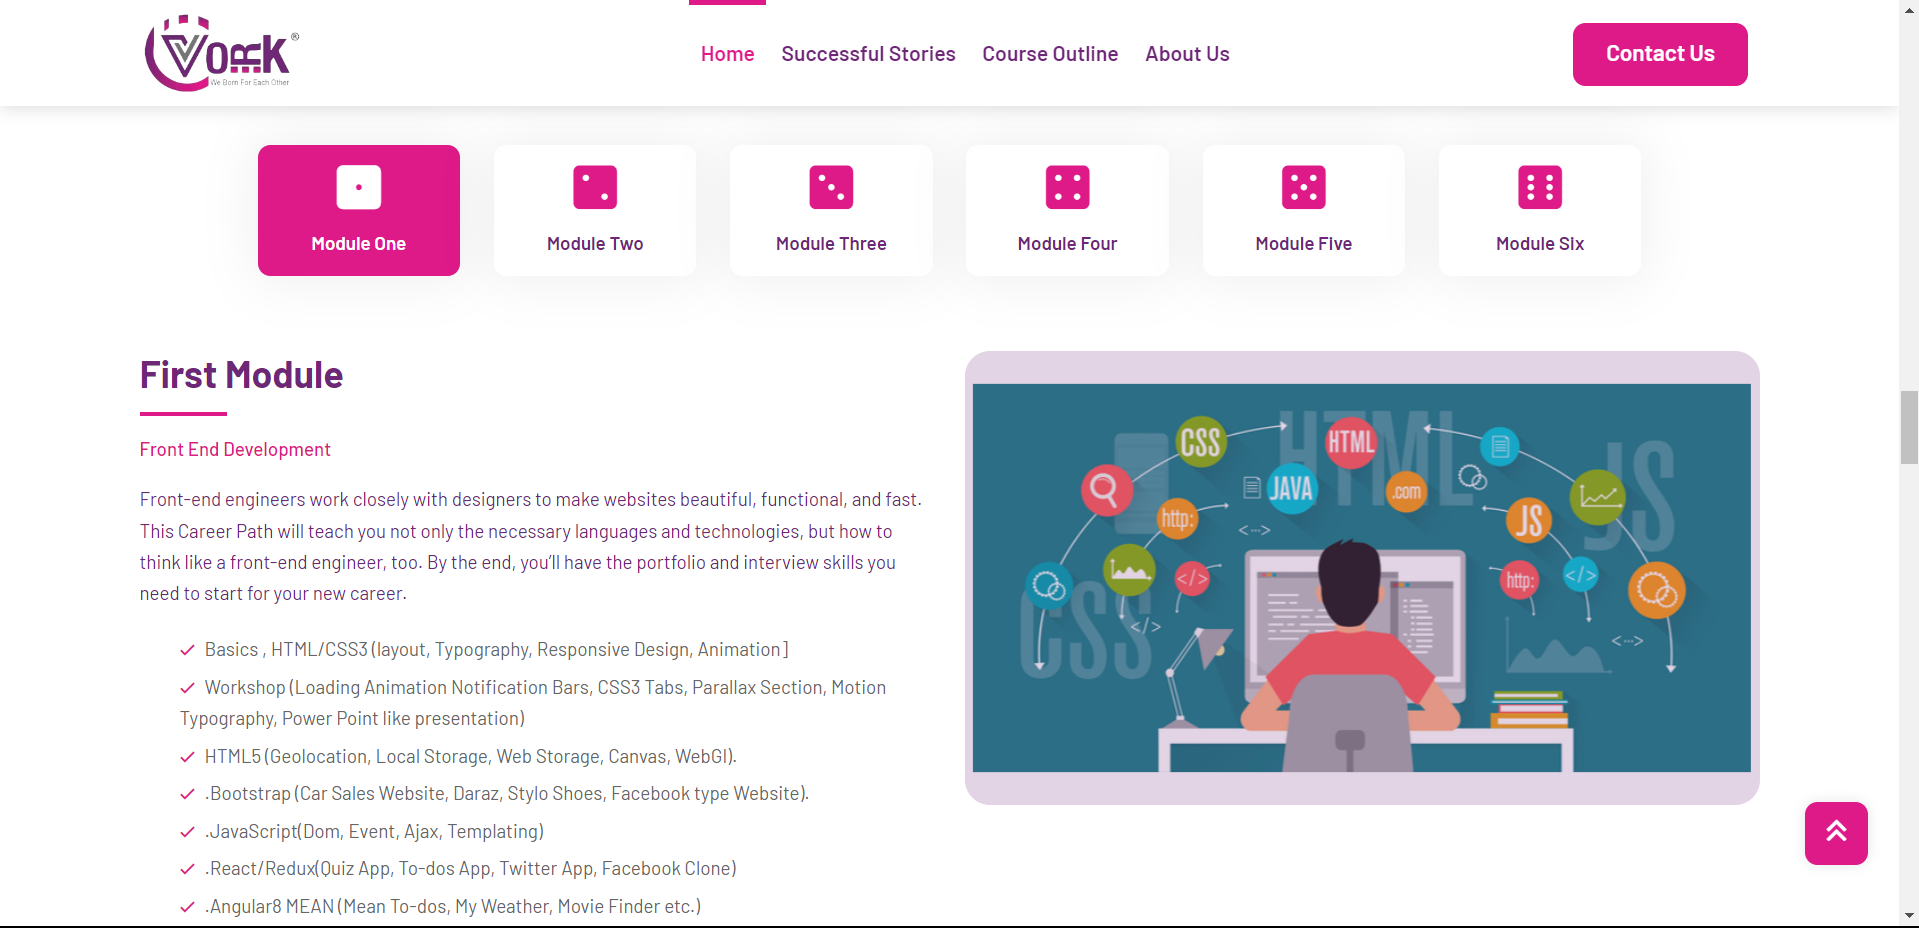 VORK®
We Born For Each Other
Home Successful Stories Course Outline About Us
Contact Us
Module One Module Two Module Three Module Four Module Five Module SIx
First Module
Front End Development
Front-end engineers work closely with designers to make websites beautiful, functional, and fast.
This Career Path will teach you not only the necessary languages and technologies, but how to
think like a front-end engineer, too. By the end, you’ll have the portfolio and interview skills you
need to start for your new career.
Basics , HTML/CSS3 (layout, Typography, Responsive Design, Animation]
Workshop (Loading Animation Notification Bars, CSS3 Tabs, Parallax Section, Motion
Typography, Power Point like presentation)
HTML5 (Geolocation, Local Storage, Web Storage, Canvas, WebGl).
.Bootstrap (Car Sales Website, Daraz, Stylo Shoes, Facebook type Website).
.JavaScript(Dom, Event, Ajax, Templating)
.React/Redux(Quiz App, To-dos App, Twitter App, Facebook Clone)
.Angular8 MEAN (Mean To-dos, My Weather, Movie Finder etc.)
HTML
JS
CSS
CSS
HTML
JAVA
.com
http:
JS
<···>
</>
http:
</>
</>
<···>